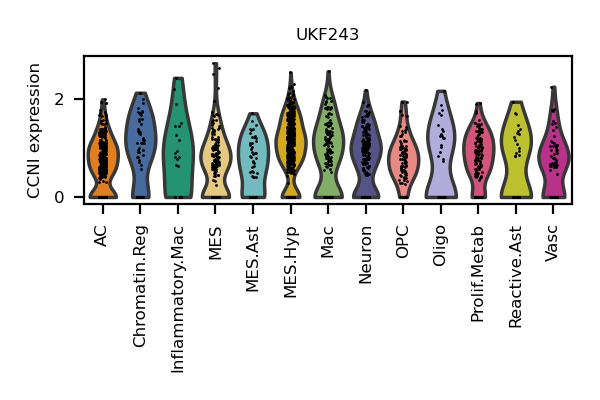 UKF243
CCNI expression
2
0
AC
Chromatin.Reg
Inflammatory.Mac
MES
MES.Ast
MES.Hyp
Mac
Neuron
OPC
Oligo
Prolif.Metab
Reactive.Ast
Vasc